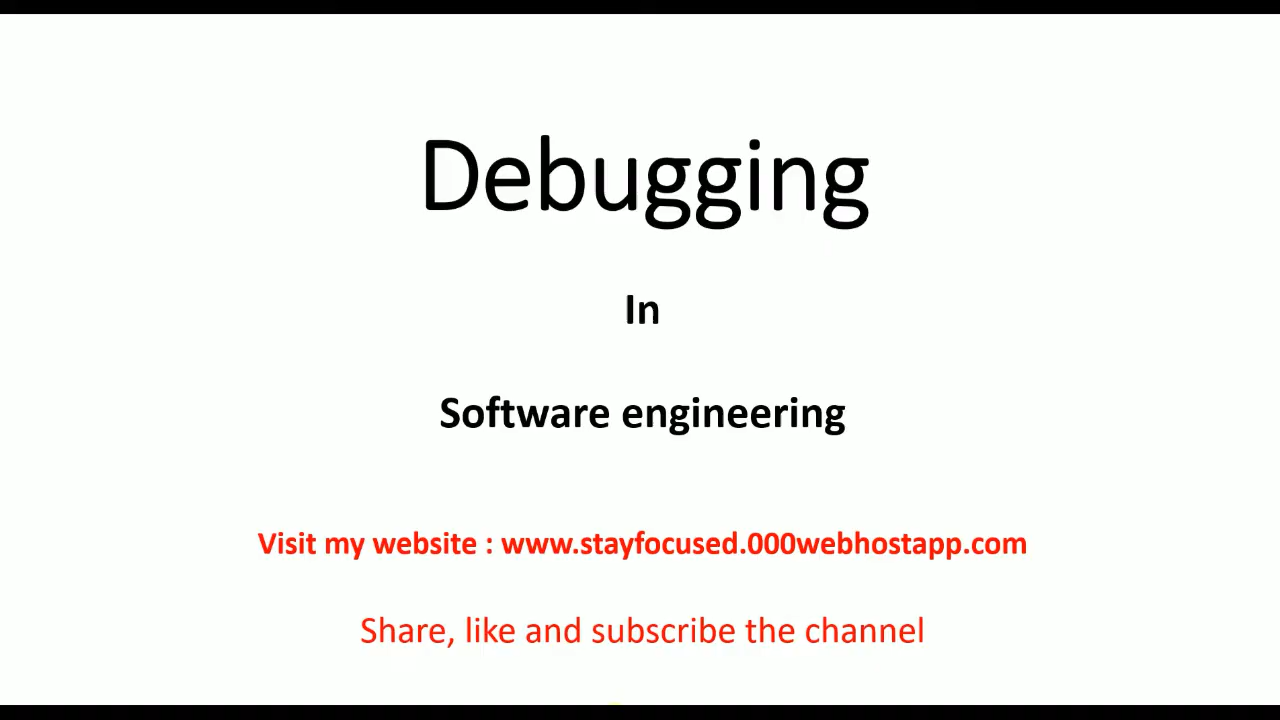 Debugging
In
Software engineering
Visit my website : www.stayfocused.000webhostapp.com
Share, like and subscribe the channel